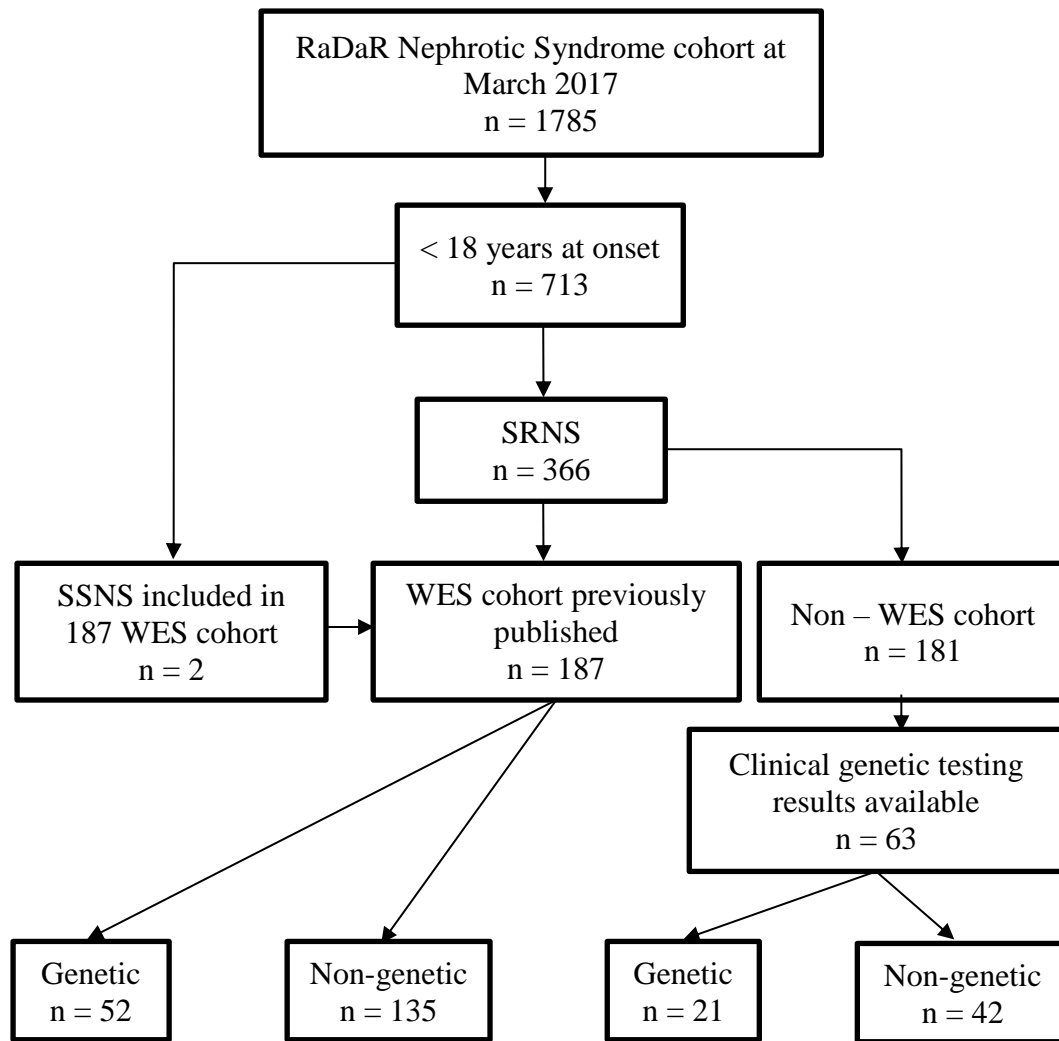 RaDaR Nephrotic Syndrome cohort at
March 2017
n = 1785
< 18 years at onset
n = 713
SRNS
n = 366
SSNS included in
187 WES cohort
n = 2
WES cohort previously
published
n = 187
Non – WES cohort
n = 181
Clinical genetic testing
results available
n = 63
Genetic
n = 52
Non-genetic
n = 135
Genetic
n = 21
Non-genetic
n = 42